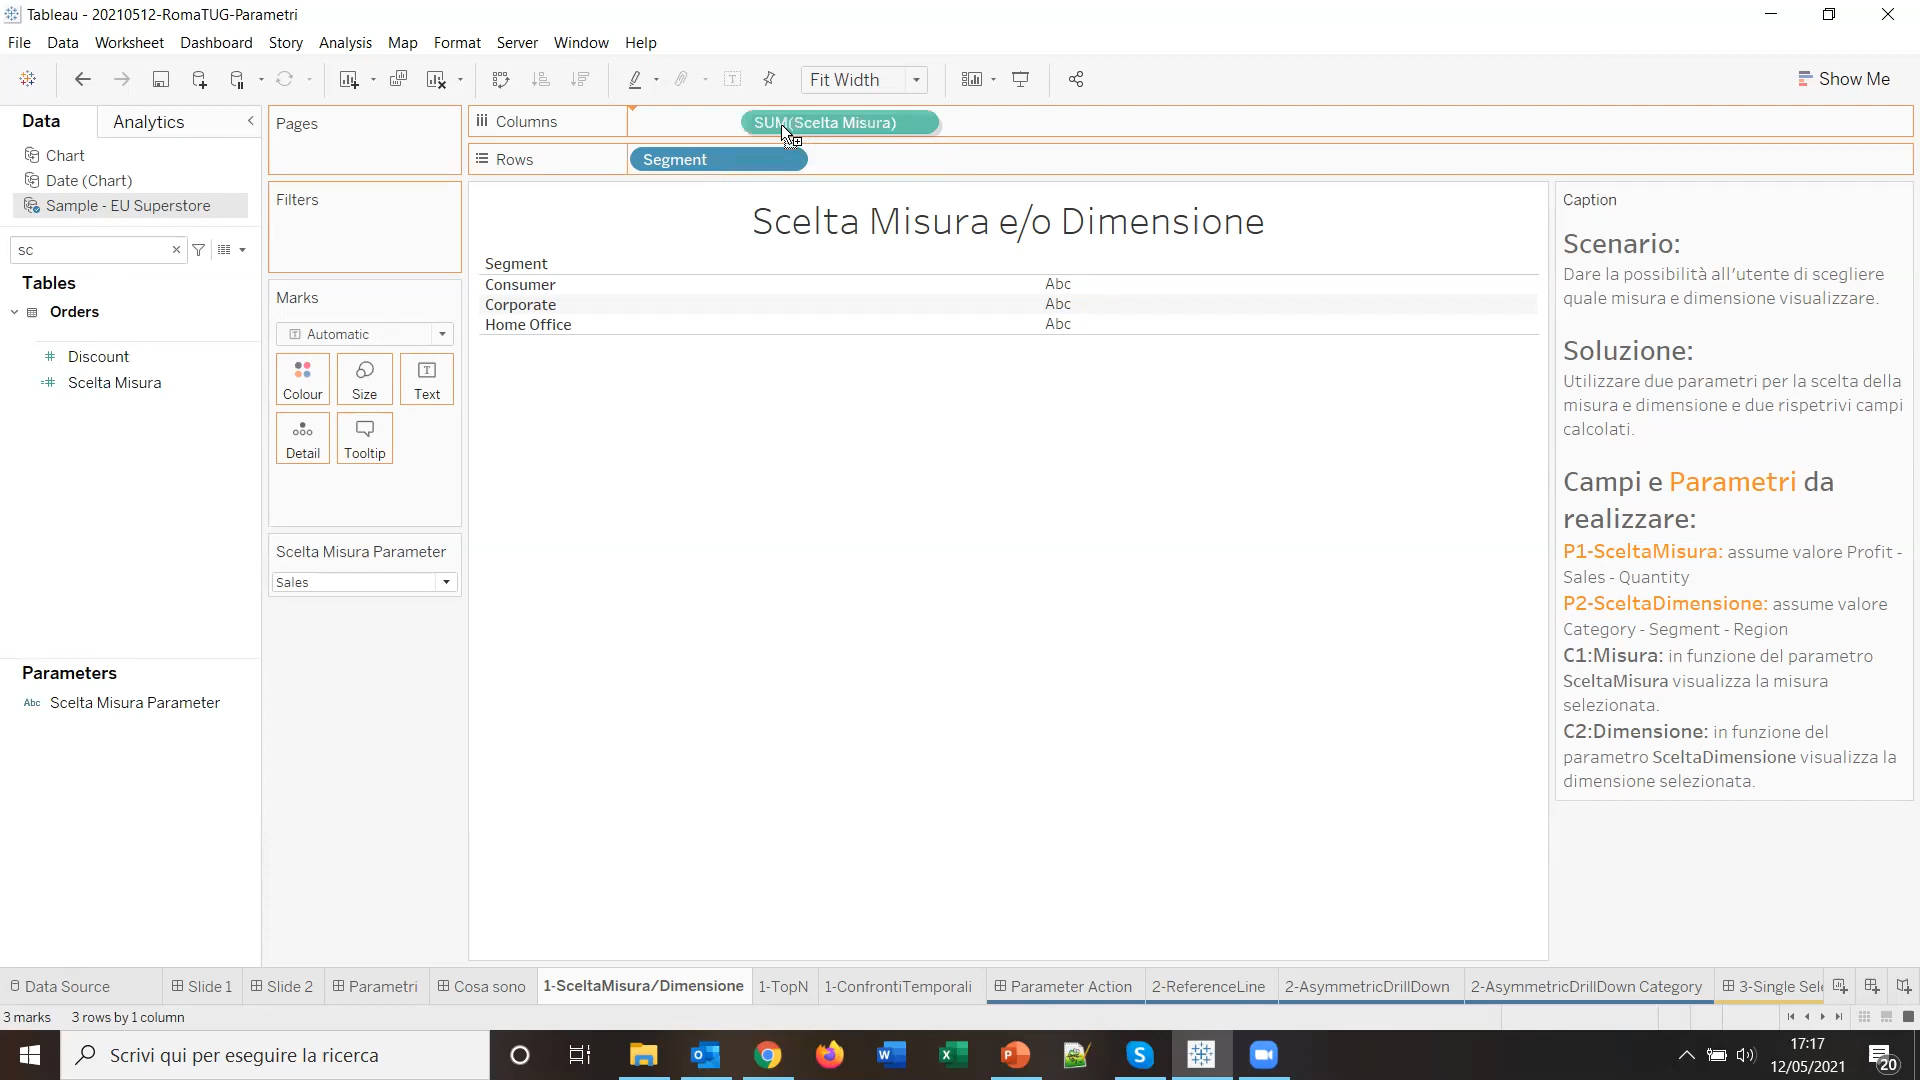 Tableau - 20210512-RomaTUG-Parametri
File Data Worksheet Dashboard Story Analysis Map Format Server Window Help
Fit Width
Show Me
Data Analytics
Chart
Date (Chart)
Sample - EU Superstore
sc
Tables
Orders
Discount
Scelta Misura
Parameters
Abc Scelta Misura Parameter
Pages
Filters
Marks
Automatic
Colour Size Text
Detail Tooltip
Scelta Misura Parameter
Sales
Columns SUM(Scelta Misura)
Rows Segment
Scelta Misura e/o Dimensione
Segment
Consumer Abc
Corporate Abc
Home Office Abc
Caption
Scenario:
Dare la possibilità all'utente di scegliere
quale misura e dimensione visualizzare.
Soluzione:
Utilizzare due parametri per la scelta della
misura e dimensione e due rispetrivi campi
calcolati.
Campi e Parametri da
realizzare:
P1-SceltaMisura: assume valore Profit -
Sales - Quantity
P2-SceltaDimensione: assume valore
Category - Segment - Region
C1:Misura: in funzione del parametro
SceltaMisura visualizza la misura
selezionata.
C2:Dimensione: in funzione del
parametro SceltaDimensione visualizza la
dimensione selezionata.
Data Source Slide 1 Slide 2 Parametri Cosa sono 1-SceltaMisura/Dimensione 1-TopN 1-ConfrontiTemporali Parameter Action 2-ReferenceLine 2-AsymmetricDrillDown 2-AsymmetricDrillDown Category 3-Single Sele
3 marks 3 rows by 1 column
Scrivi qui per eseguire la ricerca
17:17
12/05/2021
20